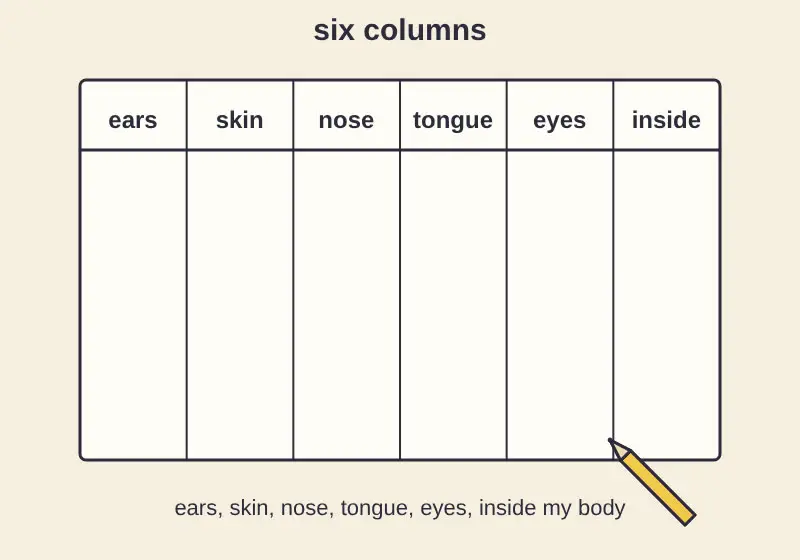 six columns
ears skin nose tongue eyes inside
ears, skin, nose, tongue, eyes, inside my body